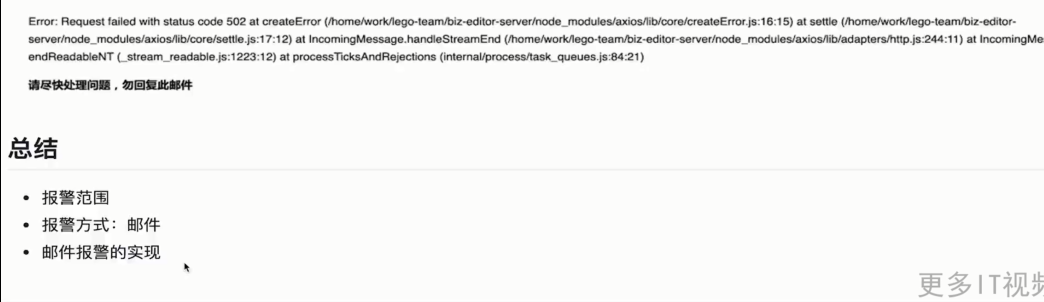 Error: Request failed with status code 502 at createError (/home/work/lego-team/biz-editor-server/node_modules/axios/lib/core/createError.js:16:15) at settle (/home/work/lego-team/biz-editor-
server/node_modules/axios/lib/core/settle.js:17:12) at IncomingMessage.handleStreamEnd (/home/work/lego-team/biz-editor-server/node_modules/axios/lib/adapters/http.js:244:11) at IncomingMe
endReadableNT (_stream_readable.js:1223:12) at processTicksAndRejections (internal/process/task_queues.js:84:21)
请尽快处理问题，勿回复此邮件
总结
报警范围
报警方式：邮件
邮件报警的实现
更多IT视频